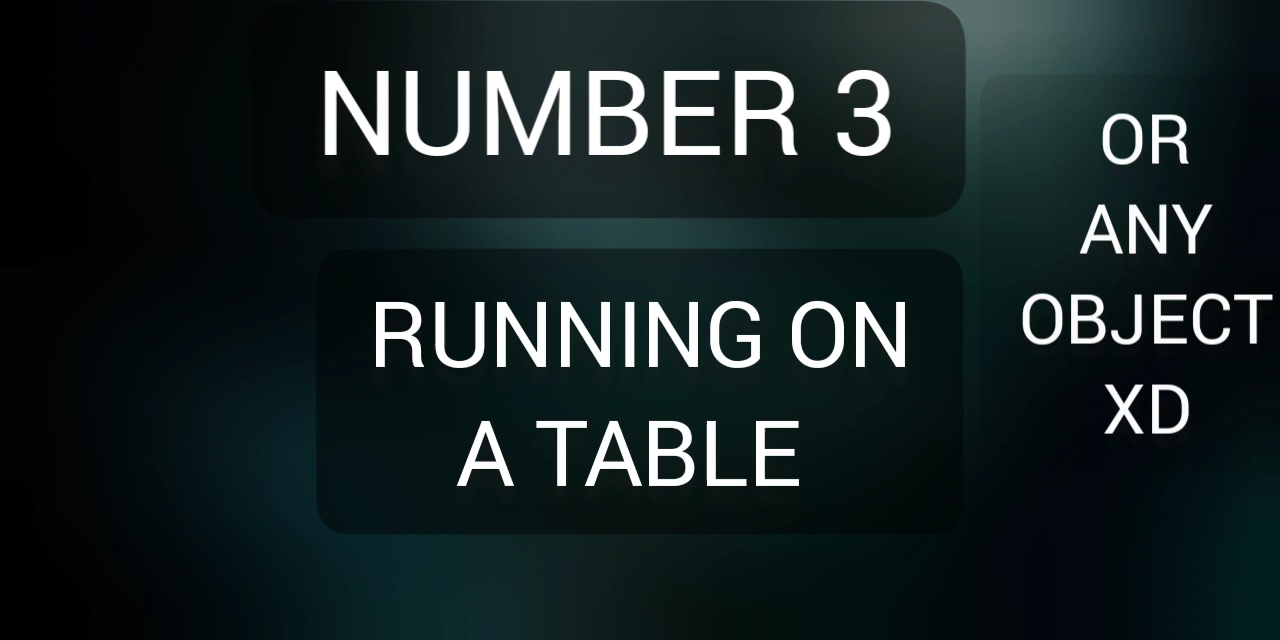 NUMBER 3
RUNNING ON
A TABLE
OR
ANY
OBJECT
XD